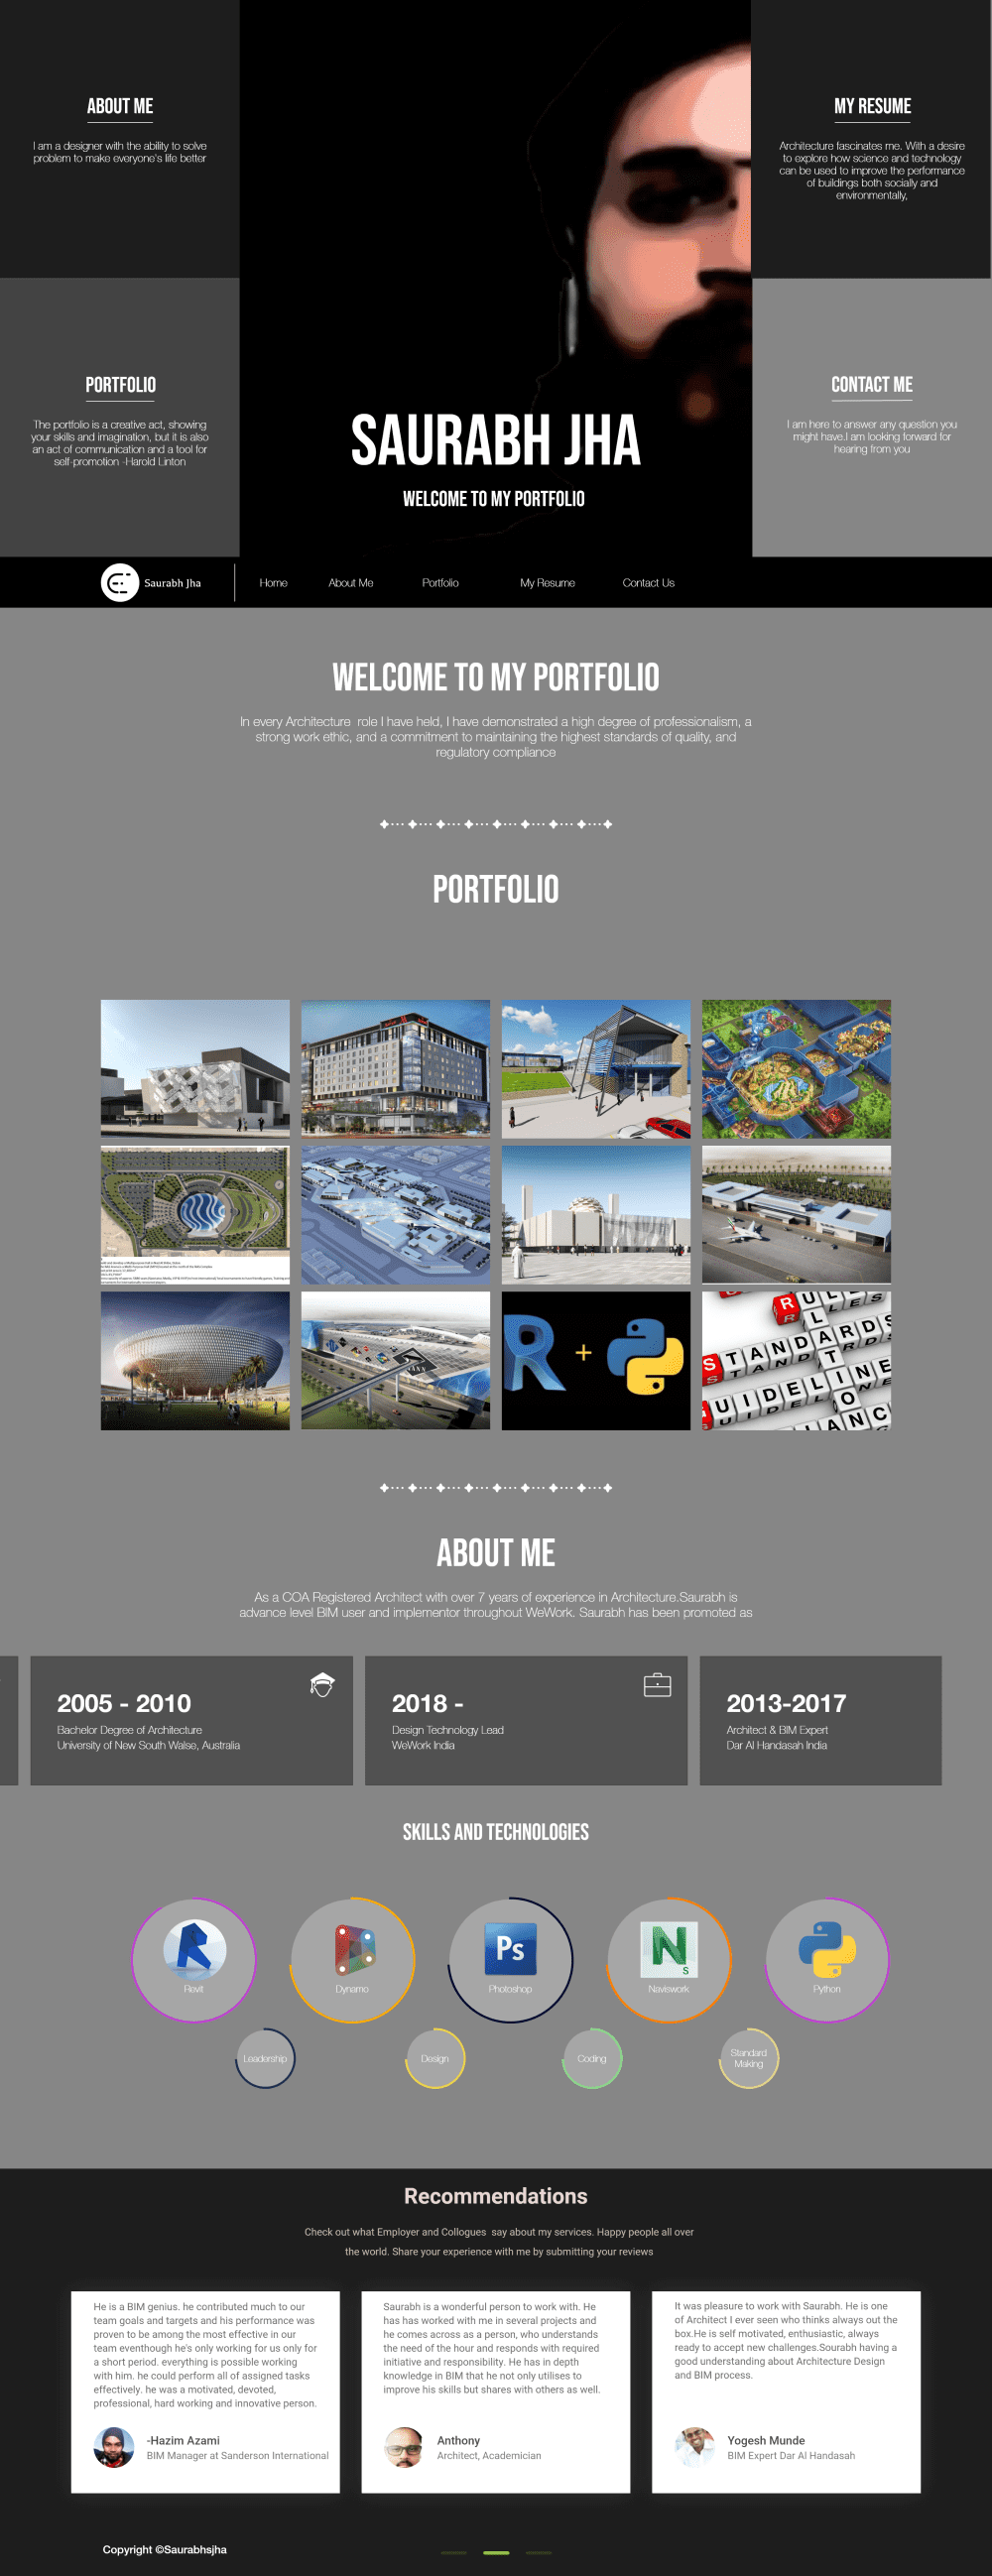 ABOUT ME
I am a designer with the ability to solve
problem to make everyone's life better
MY RESUME
Architecture fascinates me. With a desire
to explore how science and technology
can be used to improve the performance
of buildings both socially and
environmentally,
PORTFOLIO
The portfolio is a creative act, showing
your skills and imagination, but it is also
an act of communication and a tool for
self-promotion -Harold Linton
CONTACT ME
I am here to answer any question you
might have.I am looking forward for
hearing from you
SAURABH JHA
WELCOME TO MY PORTFOLIO
Saurabh Jha
Home
About Me
Portfolio
My Resume
Contact Us
WELCOME TO MY PORTFOLIO
In every Architecture role I have held, I have demonstrated a high degree of professionalism, a
strong work ethic, and a commitment to maintaining the highest standards of quality, and
regulatory compliance
PORTFOLIO
R +
RULES
STANDARDS
GUIDELINE
ABOUT ME
As a COA Registered Architect with over 7 years of experience in Architecture.Saurabh is
advance level BIM user and implementor throughout WeWork. Saurabh has been promoted as
2005 - 2010
Bachelor Degree of Architecture
University of New South Walse, Australia
2018 -
Design Technology Lead
WeWork India
2013-2017
Architect & BIM Expert
Dar Al Handasah India
SKILLS AND TECHNOLOGIES
Revit
Dynamo
Ps
Photoshop
N
S
Naviswork
Python
Leadership
Design
Coding
Standard
Making
Recommendations
Check out what Employer and Collogues say about my services. Happy people all over
the world. Share your experience with me by submitting your reviews
He is a BIM genius. he contributed much to our
team goals and targets and his performance was
proven to be among the most effective in our
team eventhough he's only working for us only for
a short period. everything is possible working
with him. he could perform all of assigned tasks
effectively. he was a motivated, devoted,
professional, hard working and innovative person.
-Hazim Azami
BIM Manager at Sanderson International
Saurabh is a wonderful person to work with. He
has has worked with me in several projects and
he comes across as a person, who understands
the need of the hour and responds with required
initiative and responsibility. He has in depth
knowledge in BIM that he not only utilises to
improve his skills but shares with others as well.
Anthony
Architect, Academician
It was pleasure to work with Saurabh. He is one
of Architect I ever seen who thinks always out the
box.He is self motivated, enthusiastic, always
ready to accept new challenges.Sourabh having a
good understanding about Architecture Design
and BIM process.
Yogesh Munde
BIM Expert Dar Al Handasah
Copyright ©Saurabhsjha